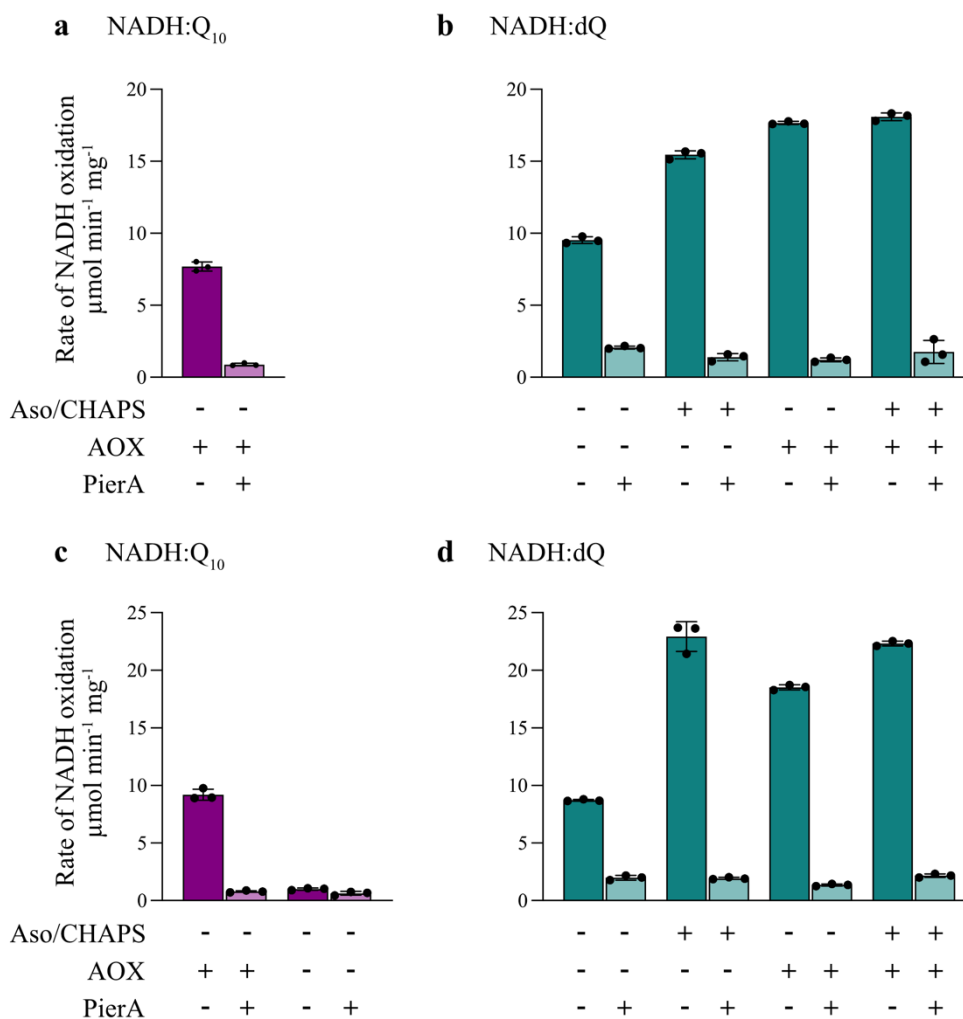 a NADH:Q₁₀
b NADH:dQ
Rate of NADH oxidation
µmol min⁻¹ mg⁻¹
20
15
10
5
0
20
15
10
5
0
Aso/CHAPS - - - - + + - - + +
AOX + + - - - - + + + +
PierA - + - + - + - + - +
c NADH:Q₁₀
d NADH:dQ
Rate of NADH oxidation
µmol min⁻¹ mg⁻¹
25
20
15
10
5
0
25
20
15
10
5
0
Aso/CHAPS - - - - - - + + - - + +
AOX + + - - - - - - + + + +
PierA - + - + - + - + - + - +